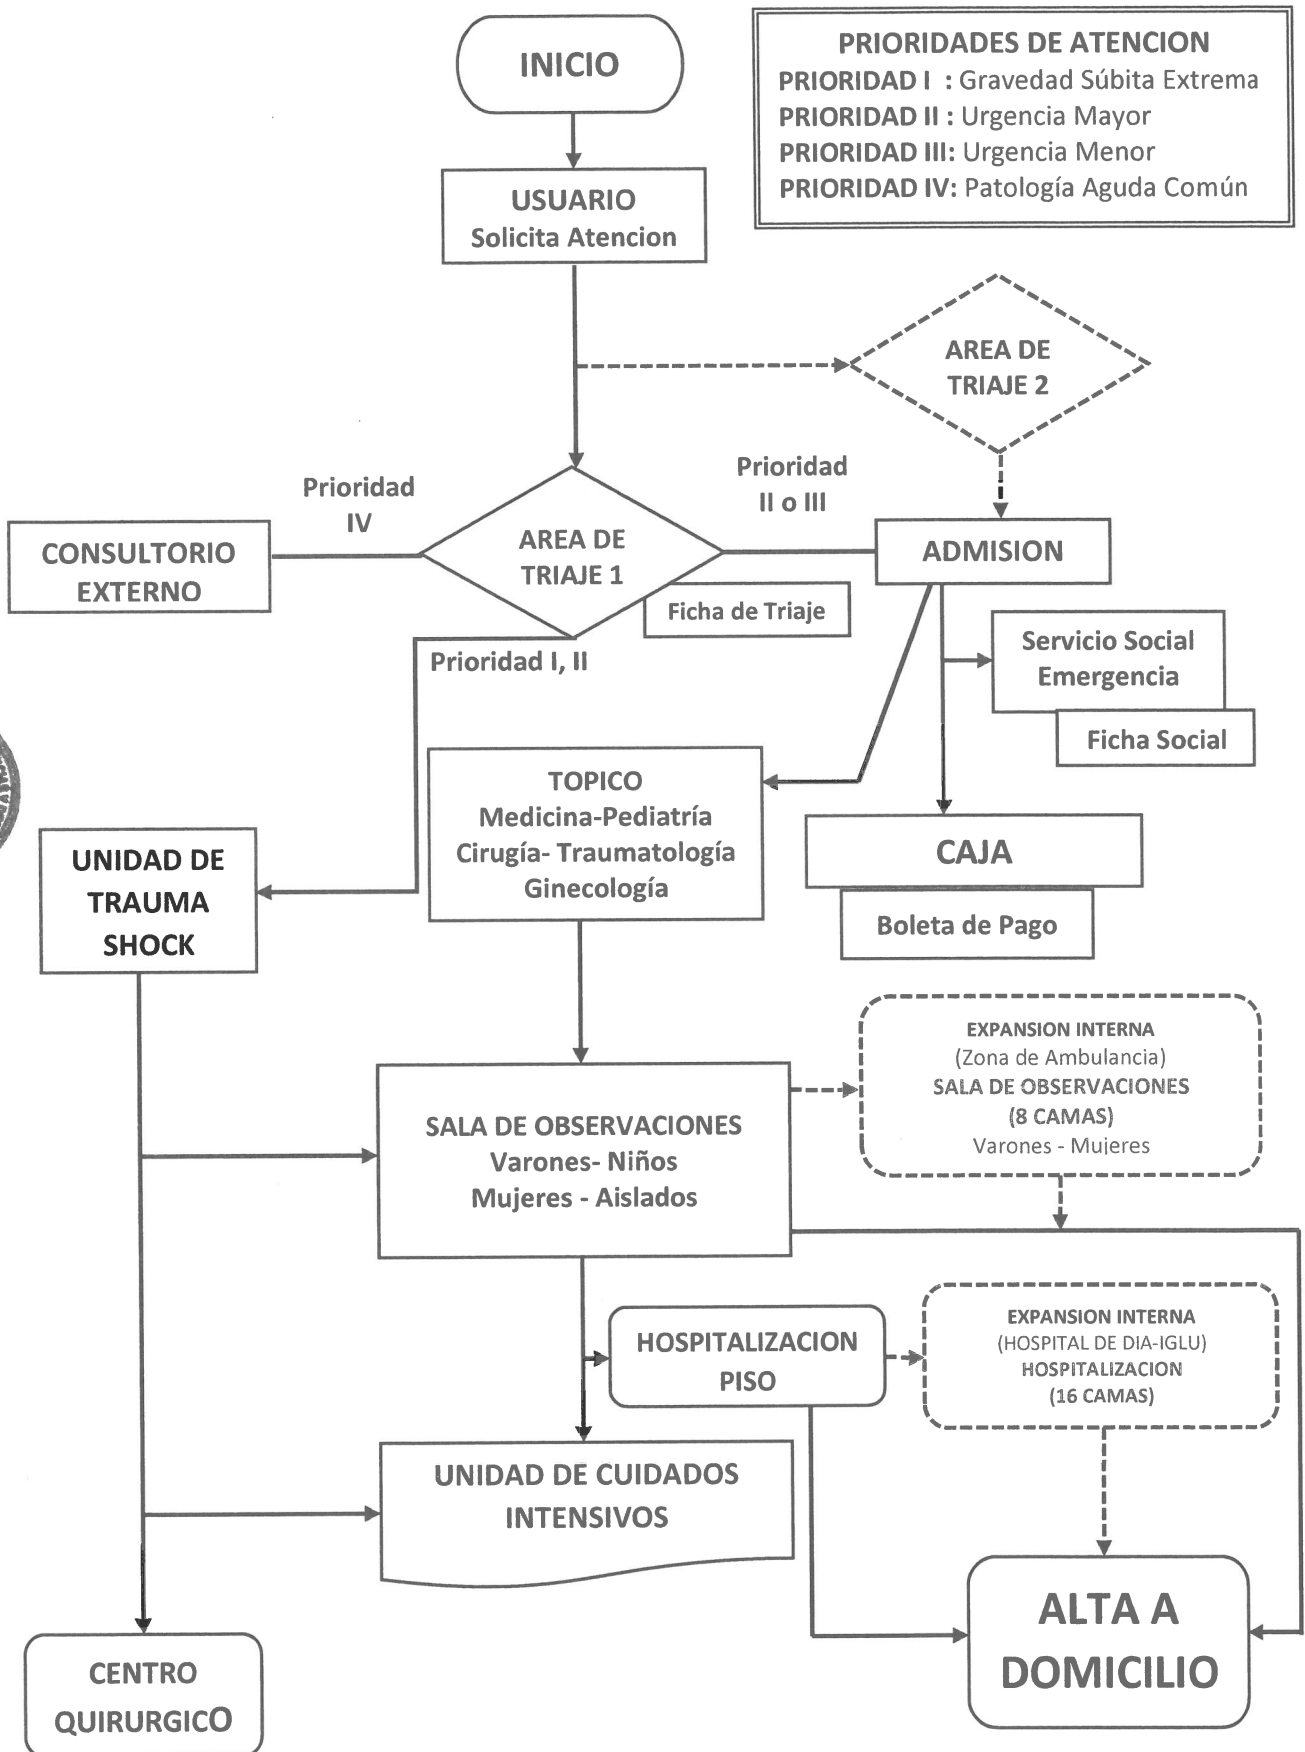 INICIO
PRIORIDADES DE ATENCION
PRIORIDAD I : Gravedad Súbita Extrema
PRIORIDAD II : Urgencia Mayor
PRIORIDAD III: Urgencia Menor
PRIORIDAD IV: Patología Aguda Común
USUARIO
Solicita Atencion
AREA DE
TRIAJE 2
Prioridad
IV
Prioridad
II o III
CONSULTORIO
EXTERNO
AREA DE
TRIAJE 1
ADMISION
Ficha de Triaje
Prioridad I, II
Servicio Social
Emergencia
Ficha Social
TOPICO
Medicina-Pediatría
Cirugía- Traumatología
Ginecología
CAJA
Boleta de Pago
UNIDAD DE
TRAUMA
SHOCK
EXPANSION INTERNA
(Zona de Ambulancia)
SALA DE OBSERVACIONES
(8 CAMAS)
Varones - Mujeres
SALA DE OBSERVACIONES
Varones- Niños
Mujeres - Aislados
HOSPITALIZACION
PISO
EXPANSION INTERNA
(HOSPITAL DE DIA-IGLU)
HOSPITALIZACION
(16 CAMAS)
UNIDAD DE CUIDADOS
INTENSIVOS
ALTA A
DOMICILIO
CENTRO
QUIRURGICO